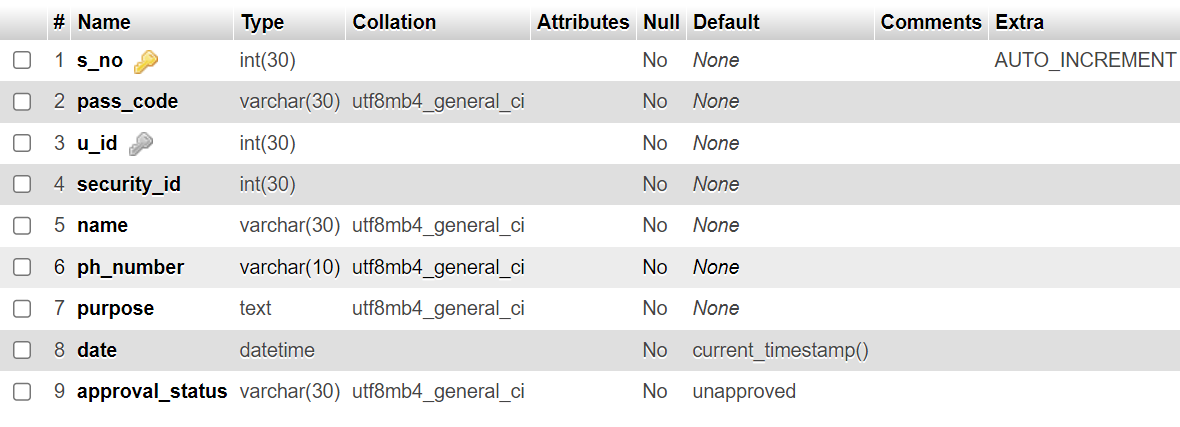 # Name Type Collation Attributes Null Default Comments Extra
1 s_no int(30) No None AUTO_INCREMENT
2 pass_code varchar(30) utf8mb4_general_ci No None
3 u_id int(30) No None
4 security_id int(30) No None
5 name varchar(30) utf8mb4_general_ci No None
6 ph_number varchar(10) utf8mb4_general_ci No None
7 purpose text utf8mb4_general_ci No None
8 date datetime No current_timestamp()
9 approval_status varchar(30) utf8mb4_general_ci No unapproved